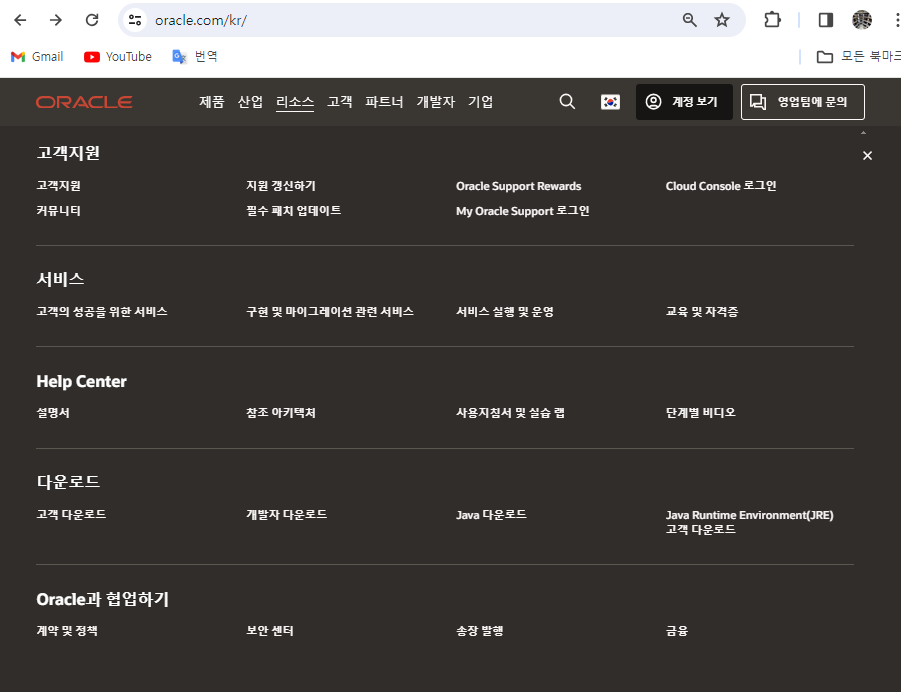 oracle.com/kr/
Gmail YouTube 번역
ORACLE 제품 산업 리소스 고객 파트너 개발자 기업 계정 보기 영업팀에 문의
고객지원
고객지원 지원 갱신하기 Oracle Support Rewards Cloud Console 로그인
커뮤니티 필수 패치 업데이트 My Oracle Support 로그인
서비스
고객의 성공을 위한 서비스 구현 및 마이그레이션 관련 서비스 서비스 실행 및 운영 교육 및 자격증
Help Center
설명서 참조 아키텍처 사용지침서 및 실습 랩 단계별 비디오
다운로드
고객 다운로드 개발자 다운로드 Java 다운로드 Java Runtime Environment(JRE)
고객 다운로드
Oracle과 협업하기
계약 및 정책 보안 센터 송장 발행 금융